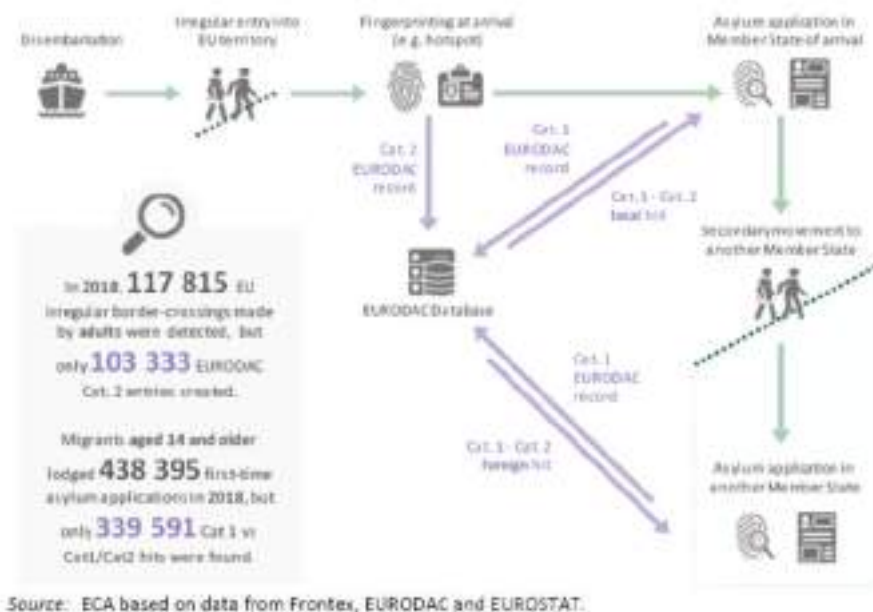 Disembarkation
Irregular entry into
EU territory
Fingerprinting at arrival
(e.g. hotspot)
Asylum application in
Member State of arrival
Cat. 2
EURODAC
record
Cat. 1
EURODAC
record
Cat. 1 - Cat. 2
local hit
Secondary movement to
another Member State
EURODAC Database
In 2018, 117 815 EU
irregular border-crossings made
by adults were detected, but
only 103 333 EURODAC
Cat. 2 entries created.
Migrants aged 14 and older
lodged 438 395 first-time
asylum applications in 2018, but
only 339 591 Cat 1 vs
Cat1/Cat2 hits were found.
Cat. 1
EURODAC
record
Cat. 1 - Cat. 2
foreign hit
Asylum application in
another Member State
Source: ECA based on data from Frontex, EURODAC and EUROSTAT.